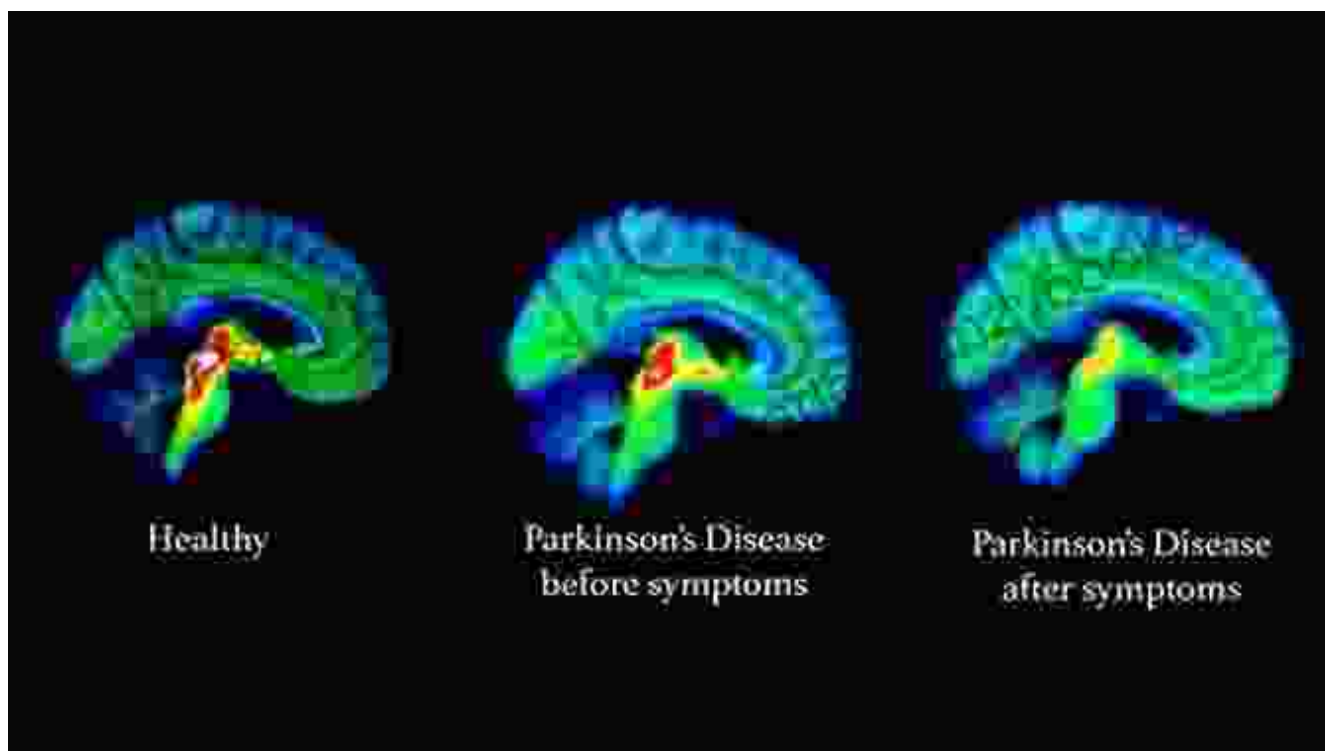 Healthy
Parkinson's Disease
before symptoms
Parkinson's Disease
after symptoms